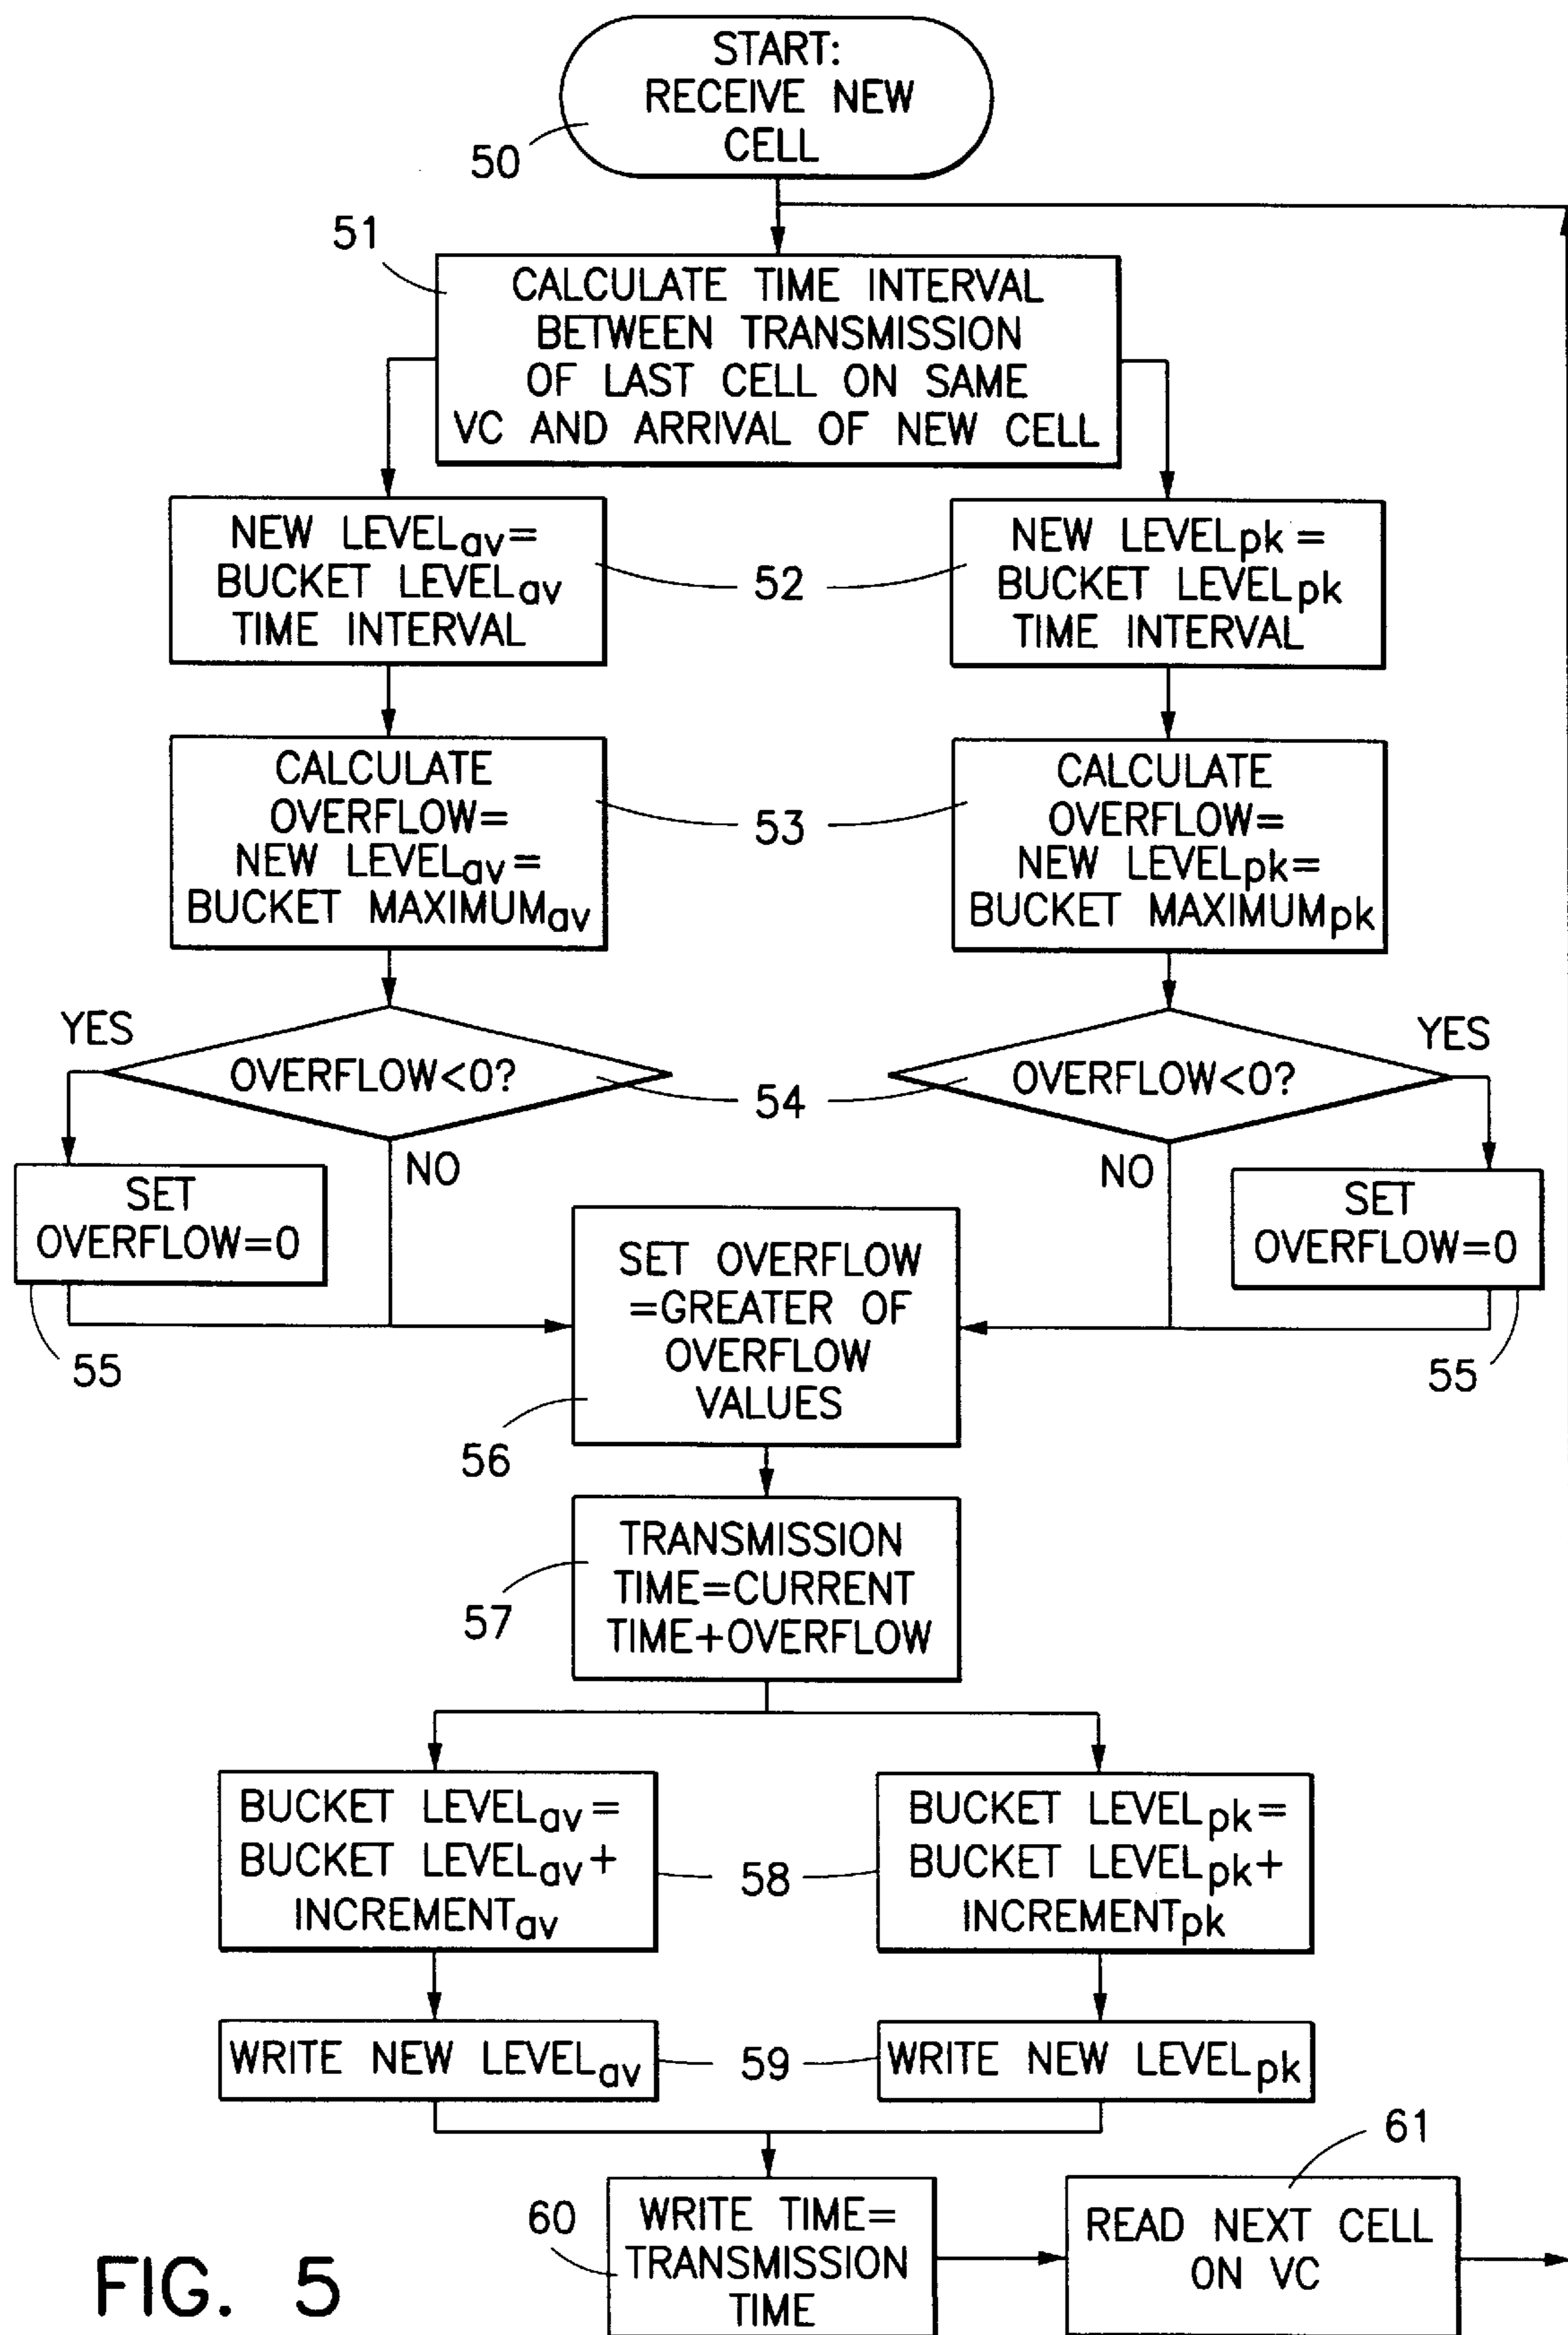 START:
RECEIVE NEW
CELL
50
51
CALCULATE TIME INTERVAL
BETWEEN TRANSMISSION
OF LAST CELL ON SAME
VC AND ARRIVAL OF NEW CELL
NEW LEVELav=
BUCKET LEVELav
TIME INTERVAL
52
NEW LEVELpk=
BUCKET LEVELpk
TIME INTERVAL
CALCULATE
OVERFLOW=
NEW LEVELav=
BUCKET MAXIMUMav
53
CALCULATE
OVERFLOW=
NEW LEVELpk=
BUCKET MAXIMUMpk
YES
OVERFLOW<0?
54
OVERFLOW<0?
YES
NO
NO
SET
OVERFLOW=0
55
SET OVERFLOW
=GREATER OF
OVERFLOW
VALUES
56
SET
OVERFLOW=0
55
TRANSMISSION
TIME=CURRENT
TIME+OVERFLOW
57
BUCKET LEVELav=
BUCKET LEVELav+
INCREMENTav
58
BUCKET LEVELpk=
BUCKET LEVELpk+
INCREMENTpk
WRITE NEW LEVELav
59
WRITE NEW LEVELpk
60
WRITE TIME=
TRANSMISSION
TIME
61
READ NEXT CELL
ON VC
FIG. 5